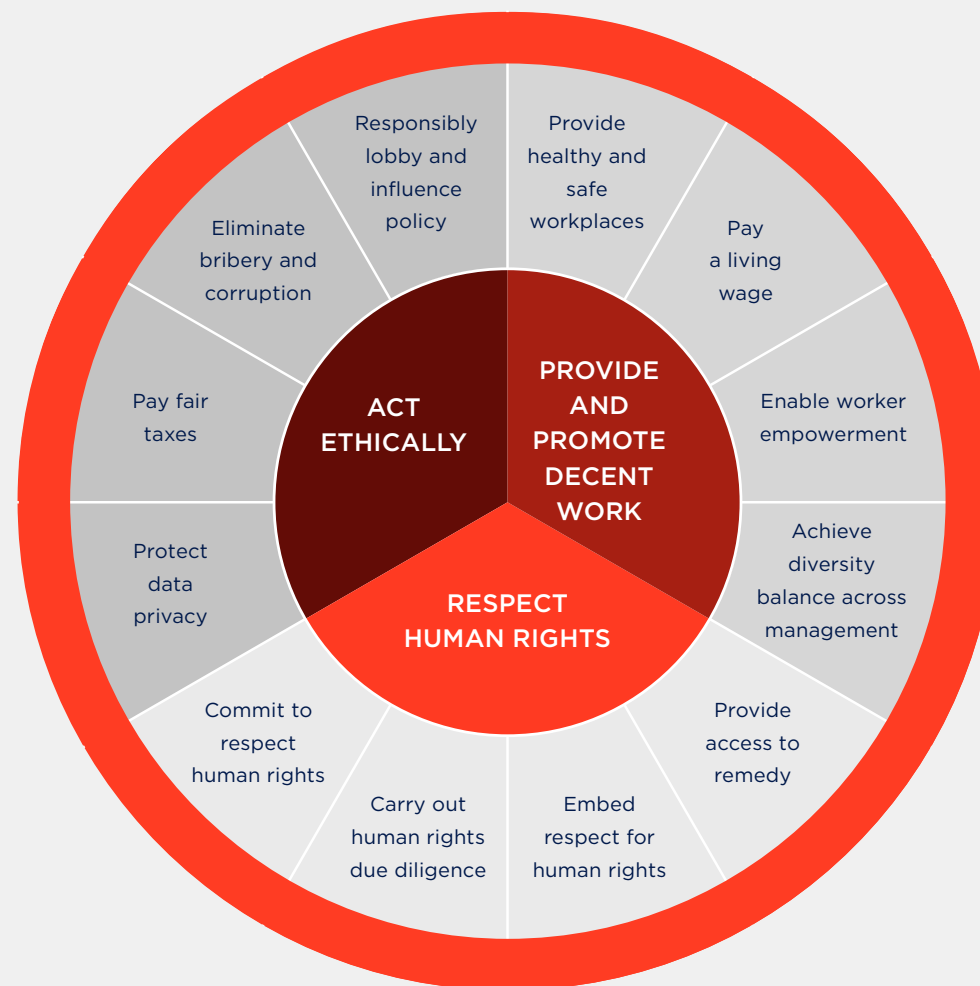 ACT
ETHICALLY
PROVIDE
AND
PROMOTE
DECENT
WORK
RESPECT
HUMAN RIGHTS
Responsibly
lobby and
influence
policy
Provide
healthy and
safe
workplaces
Pay
a living
wage
Enable worker
empowerment
Achieve
diversity
balance across
management
Provide
access to
remedy
Embed
respect for
human rights
Carry out
human rights
due diligence
Commit to
respect
human rights
Protect
data
privacy
Pay fair
taxes
Eliminate
bribery and
corruption